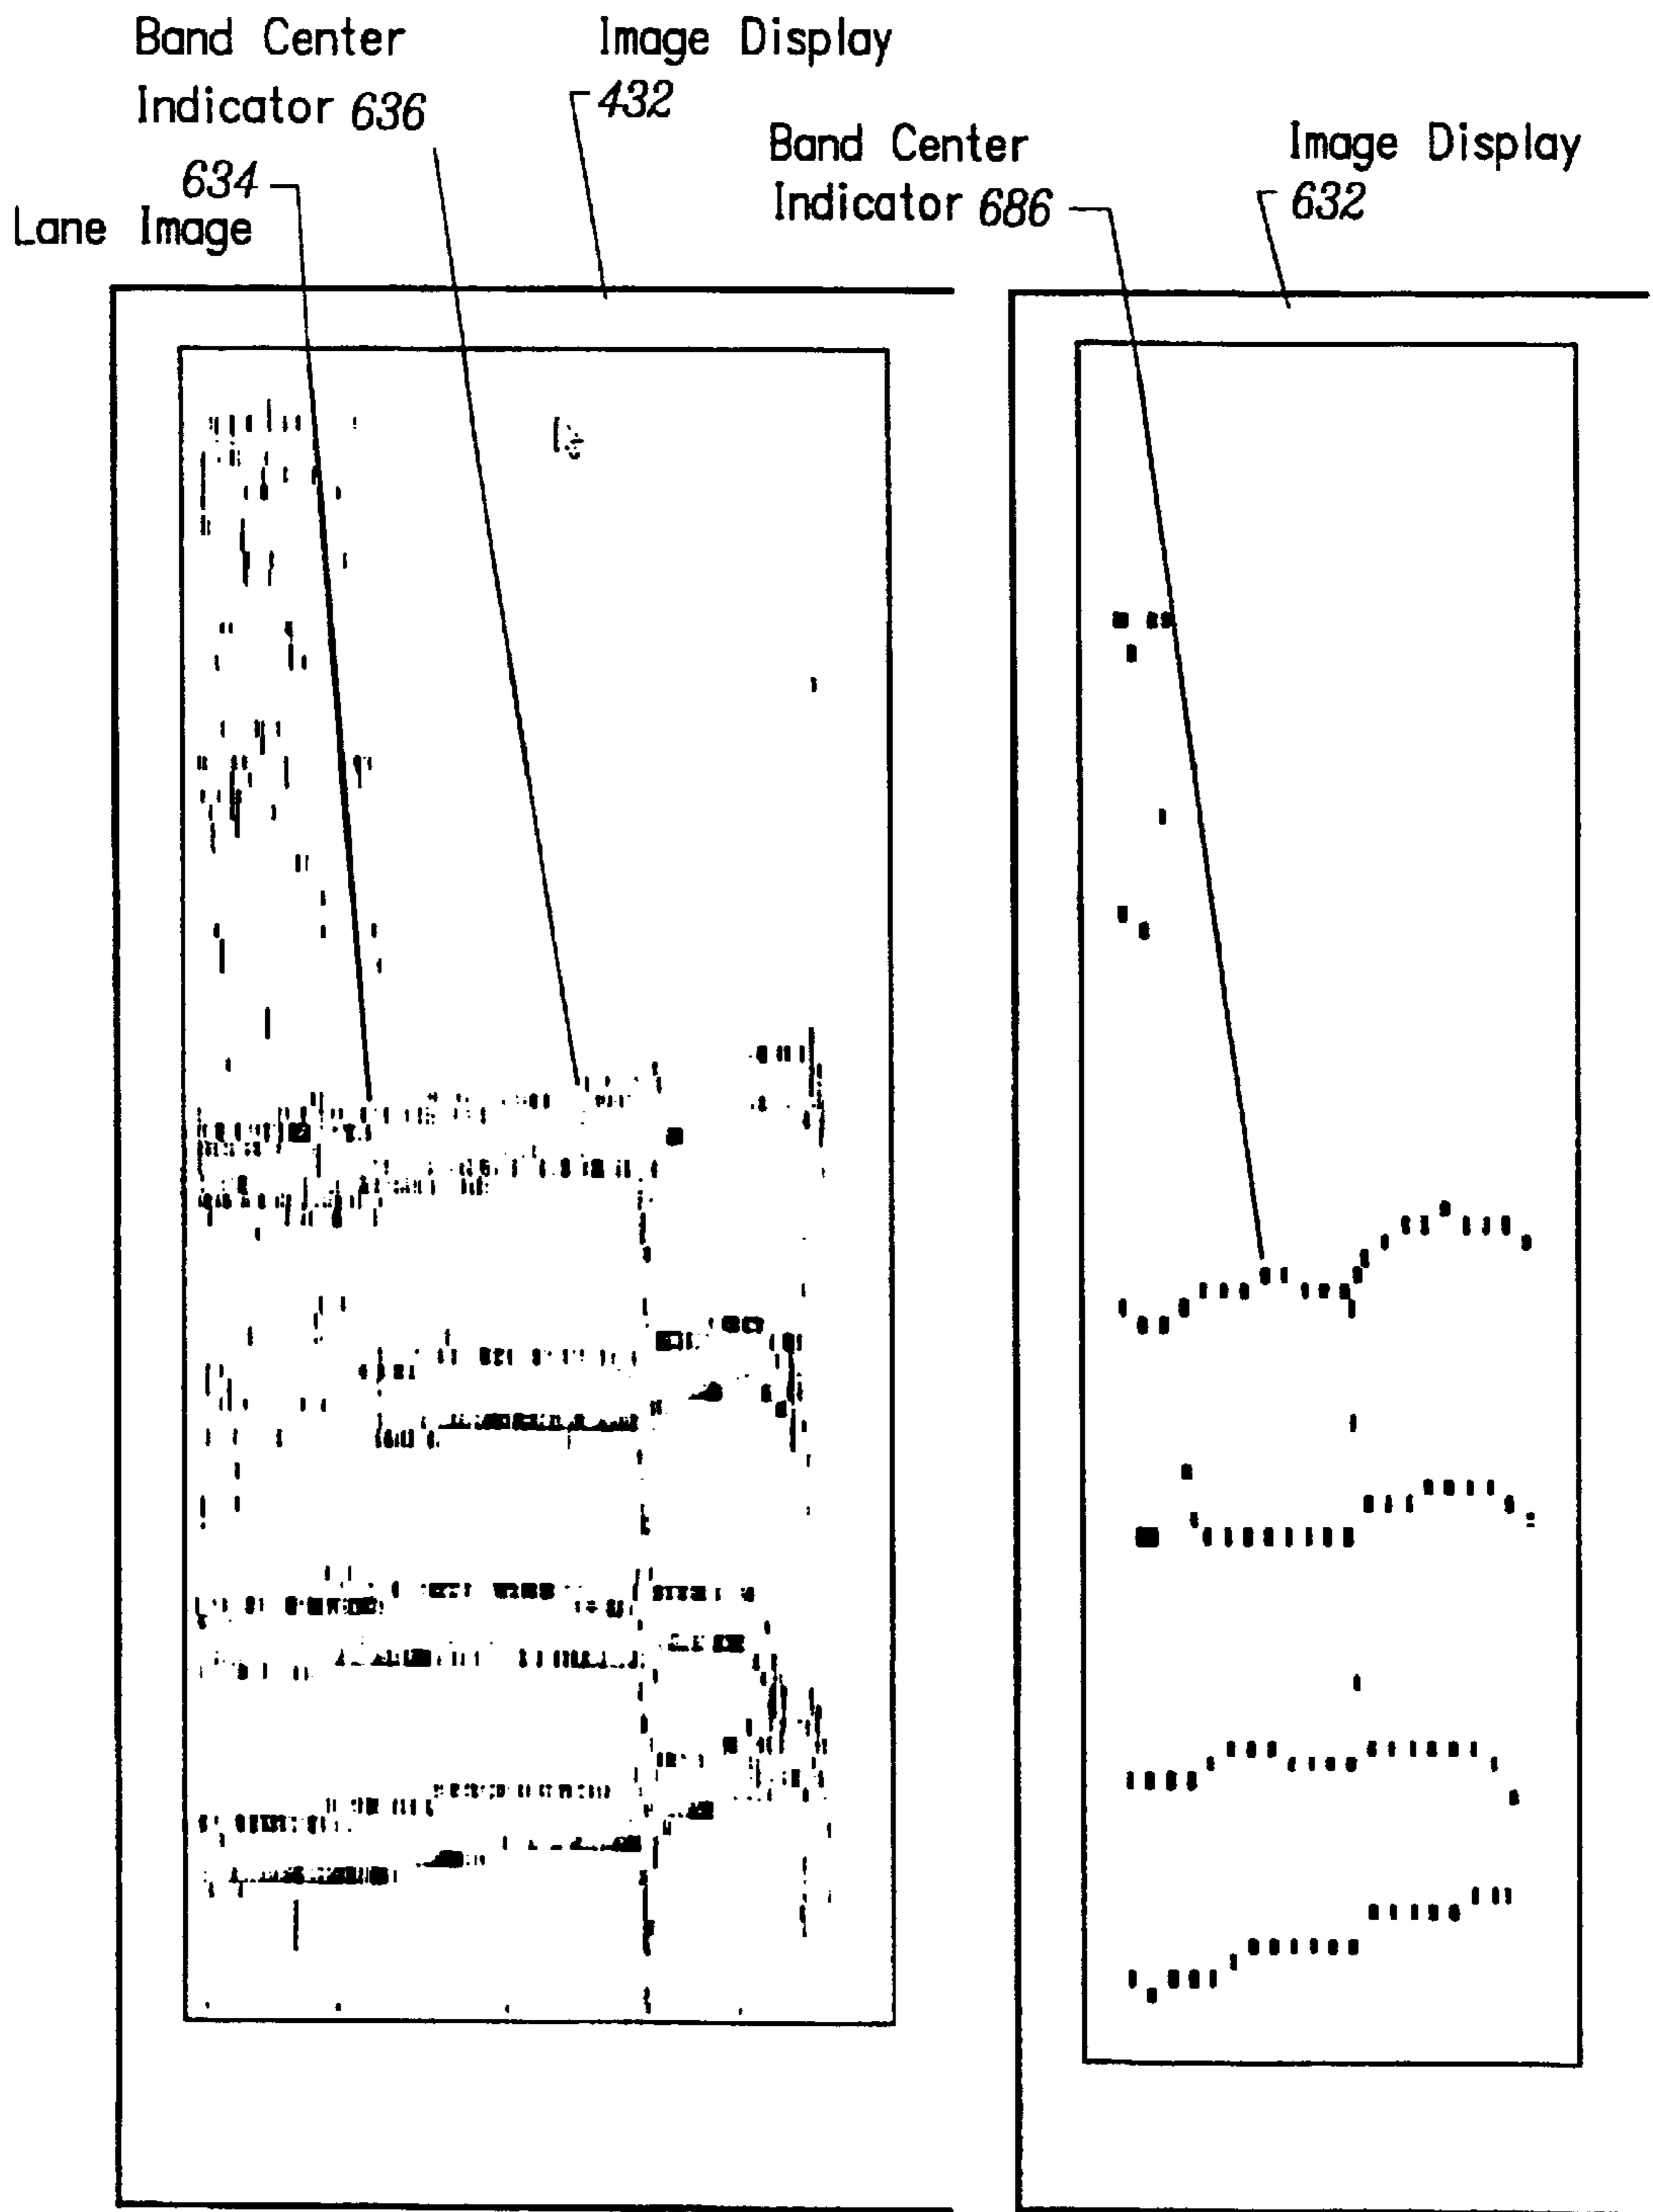 Band Center
Indicator 636
Image Display
432
634
Lane Image
Band Center
Indicator 686
Image Display
632